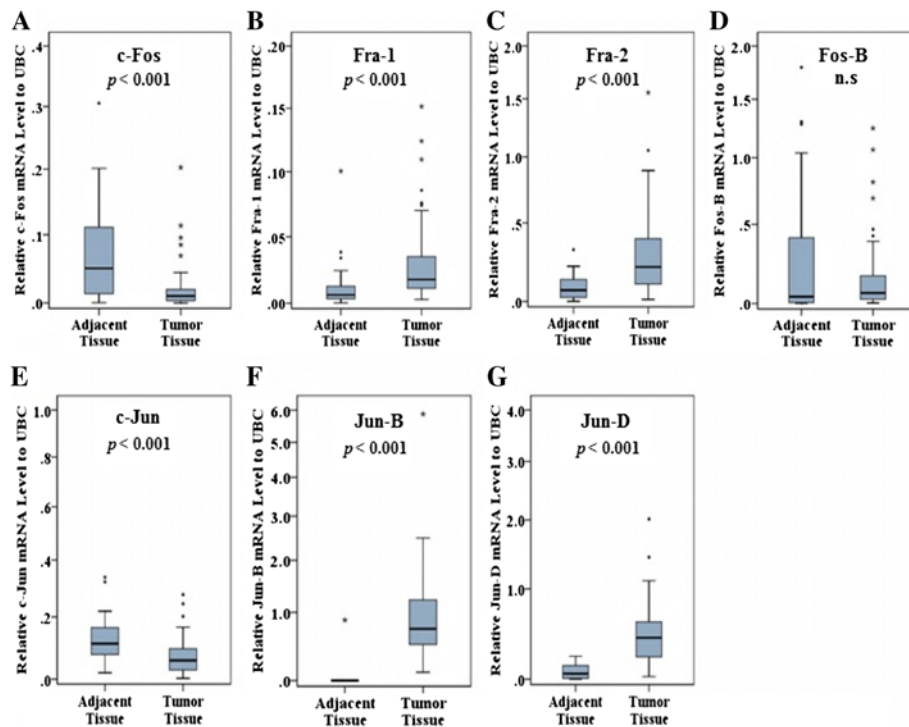 A
Relative c-Fos mRNA Level to UBC
c-Fos
p < 0.001
.4
.3
.2
.1
.0
Adjacent
Tissue
Tumor
Tissue
B
Relative Fra-1 mRNA Level to UBC
Fra-1
p < 0.001
.20
.15
.10
.05
.00
Adjacent
Tissue
Tumor
Tissue
C
Relative Fra-2 mRNA Level to UBC
Fra-2
p < 0.001
2.0
1.5
1.0
.5
.0
Adjacent
Tissue
Tumor
Tissue
D
Relative Fos-B mRNA Level to UBC
Fos-B
n.s
2.0
1.5
1.0
.5
.0
Adjacent
Tissue
Tumor
Tissue
E
Relative c-Jun mRNA Level to UBC
c-Jun
p < 0.001
1.0
.8
.6
.4
.2
.0
Adjacent
Tissue
Tumor
Tissue
F
Relative Jun-B mRNA Level to UBC
Jun-B
p < 0.001
6.0
5.0
4.0
3.0
2.0
1.0
.0
Adjacent
Tissue
Tumor
Tissue
G
Relative Jun-D mRNA Level to UBC
Jun-D
p < 0.001
4.0
3.0
2.0
1.0
.0
Adjacent
Tissue
Tumor
Tissue